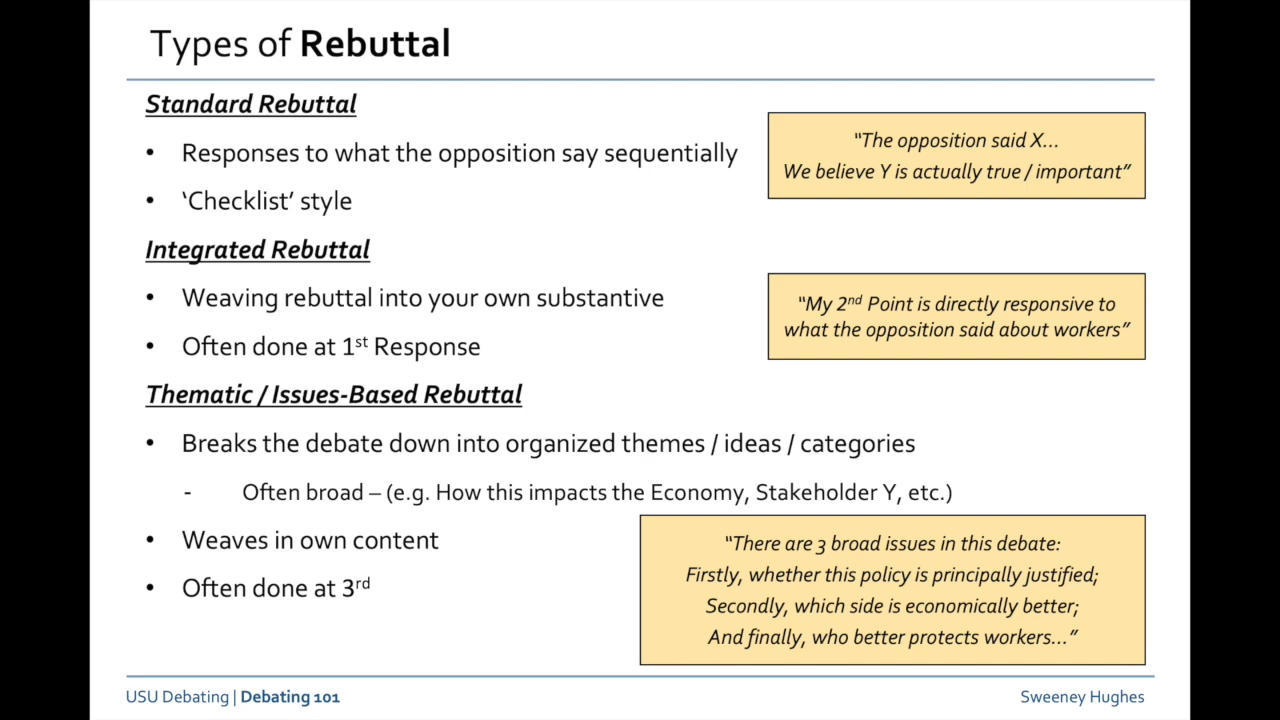 Types of Rebuttal
Standard Rebuttal
• Responses to what the opposition say sequentially
• ‘Checklist’ style
“The opposition said X...
We believe Y is actually true / important”
Integrated Rebuttal
• Weaving rebuttal into your own substantive
• Often done at 1st Response
“My 2nd Point is directly responsive to
what the opposition said about workers”
Thematic / Issues-Based Rebuttal
• Breaks the debate down into organized themes / ideas / categories
- Often broad – (e.g. How this impacts the Economy, Stakeholder Y, etc.)
• Weaves in own content
• Often done at 3rd
“There are 3 broad issues in this debate:
Firstly, whether this policy is principally justified;
Secondly, which side is economically better;
And finally, who better protects workers...”
USU Debating | Debating 101
Sweeney Hughes